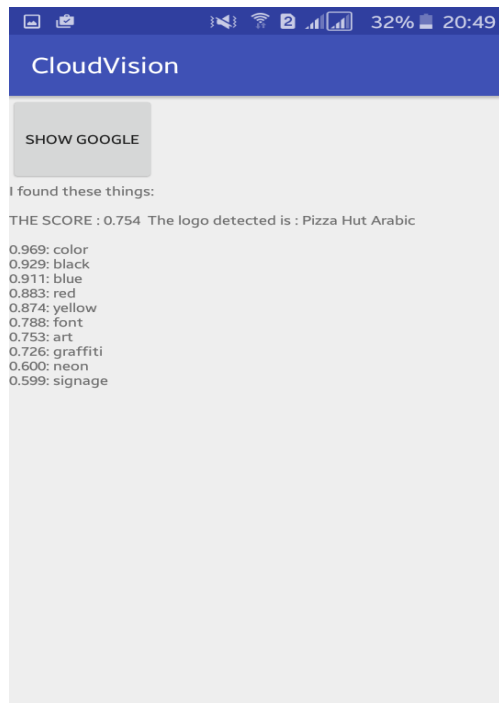 2 32% 20:49
CloudVision
SHOW GOOGLE
I found these things:
THE SCORE : 0.754 The logo detected is : Pizza Hut Arabic
0.969: color
0.929: black
0.911: blue
0.883: red
0.874: yellow
0.788: font
0.753: art
0.726: graffiti
0.600: neon
0.599: signage